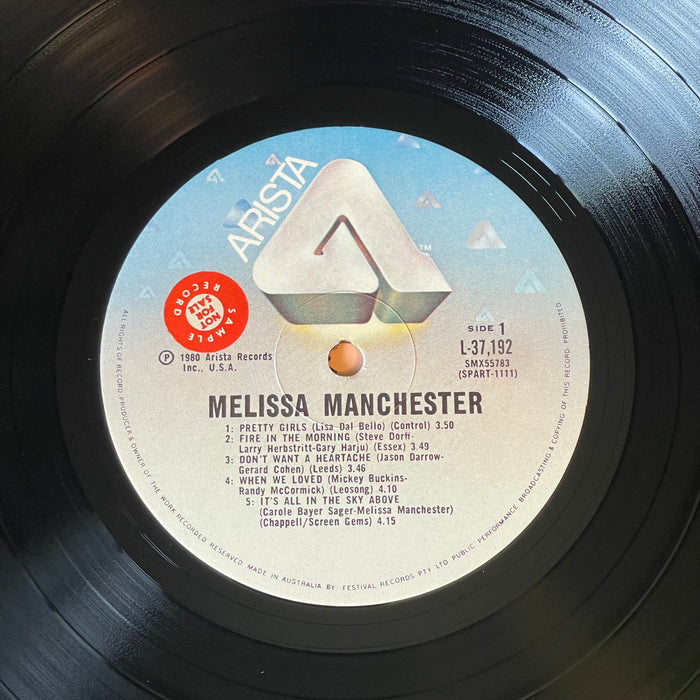 ARISTA
TM
SAMPLE
NOT FOR SALE
RECORD
SIDE 1
L-37,192
SMX55783
(SPART-1111)
Ⓟ 1980 Arista Records
Inc., U.S.A.
MELISSA MANCHESTER
1: PRETTY GIRLS (Lisa Dal Bello) (Control) 3.50
2: FIRE IN THE MORNING (Steve Dorff-
Larry Herbstritt-Gary Harju) (Essex) 3.49
3: DON'T WANT A HEARTACHE (Jason Darrow-
Gerard Cohen) (Leeds) 3.46
4: WHEN WE LOVED (Mickey Buckins-
Randy McCormick) (Leosong) 4.10
5: IT'S ALL IN THE SKY ABOVE
(Carole Bayer Sager-Melissa Manchester)
(Chappell/Screen Gems) 4.15
ALL RIGHTS OF RECORD PRODUCER & OWNER OF THE WORK RECORDED RESERVED. MADE IN AUSTRALIA BY FESTIVAL RECORDS PTY LTD PUBLIC PERFORMANCE BROADCASTING & COPYING OF THIS RECORD PROHIBITED